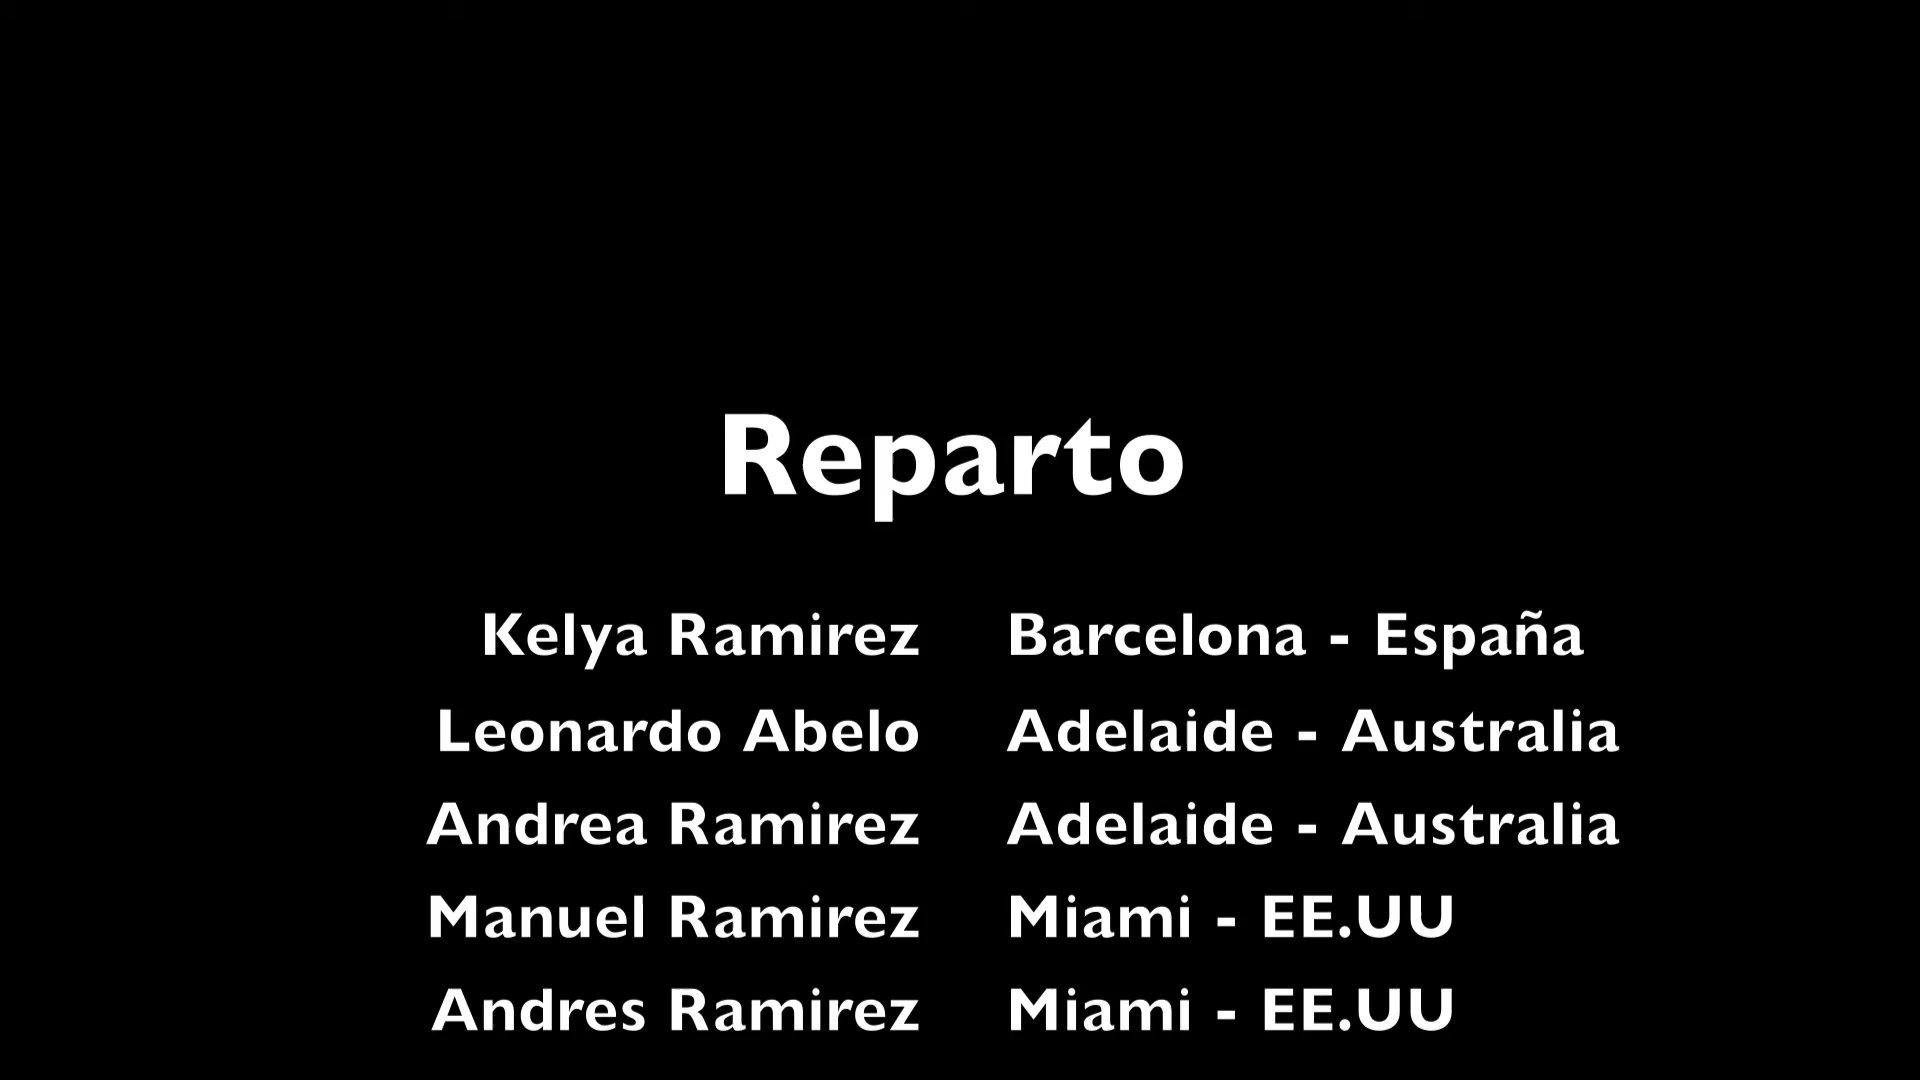 Reparto
Kelya Ramirez Barcelona - España
Leonardo Abelo Adelaide - Australia
Andrea Ramirez Adelaide - Australia
Manuel Ramirez Miami - EE.UU
Andres Ramirez Miami - EE.UU